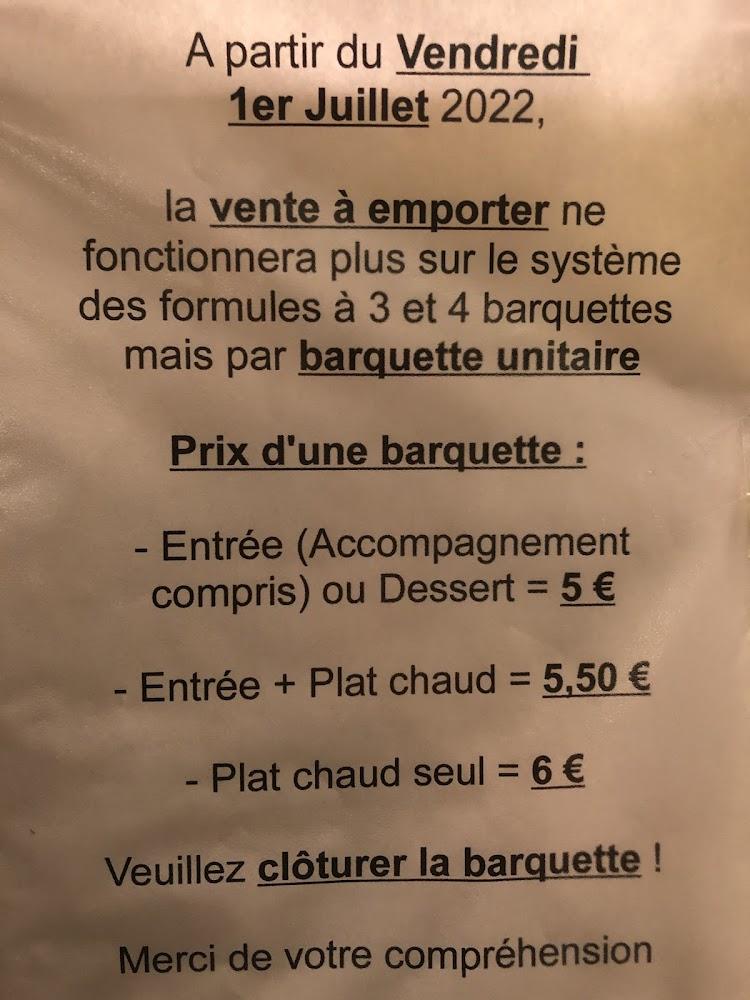 A partir du Vendredi
1er Juillet 2022,
la vente à emporter ne
fonctionnera plus sur le système
des formules à 3 et 4 barquettes
mais par barquette unitaire
Prix d'une barquette :
- Entrée (Accompagnement
compris) ou Dessert = 5 €
- Entrée + Plat chaud = 5,50 €
- Plat chaud seul = 6 €
Veuillez clôturer la barquette !
Merci de votre compréhension